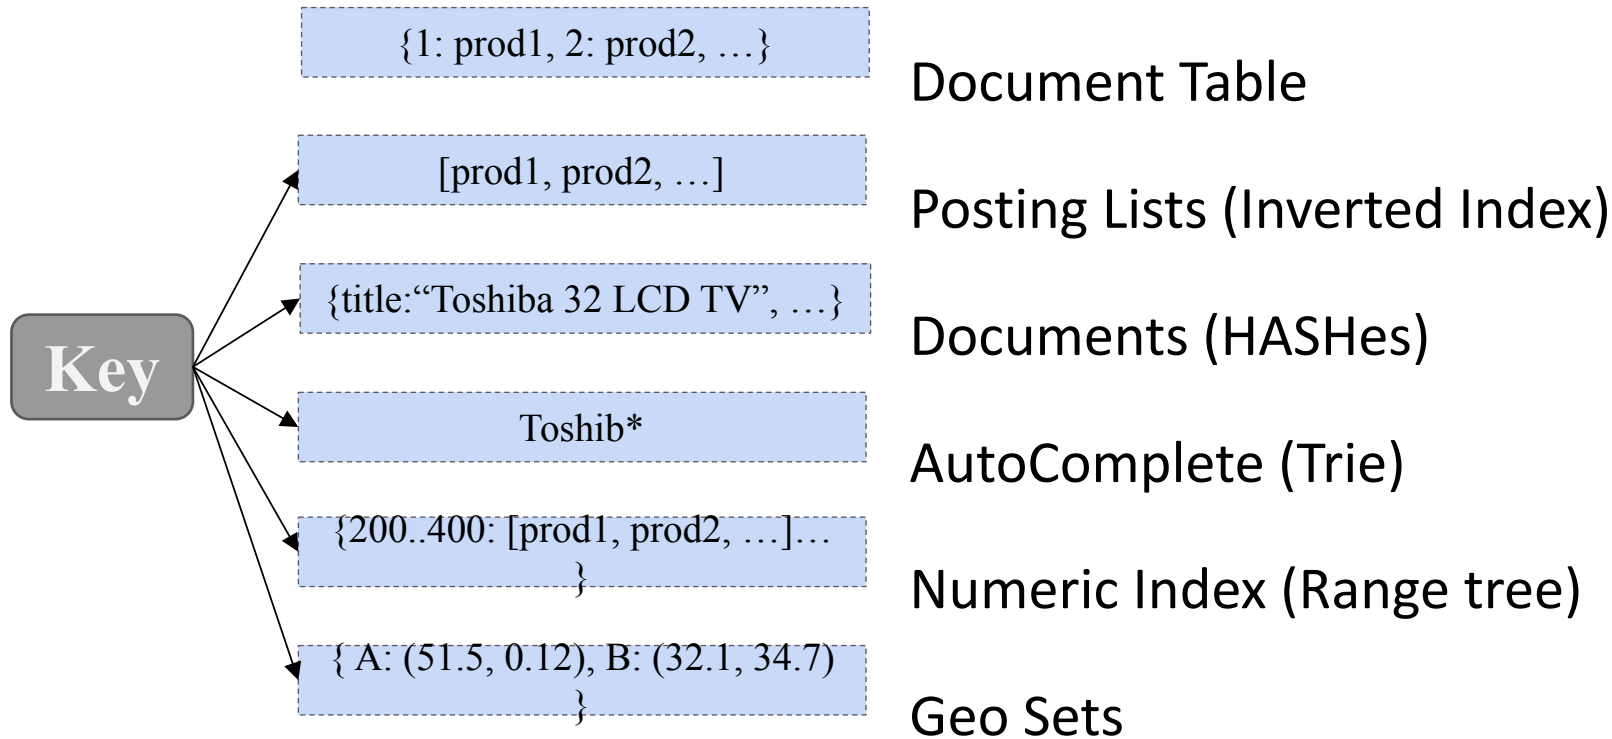 {1: prod1, 2: prod2, …}
Document Table
[prod1, prod2, …]
Posting Lists (Inverted Index)
{title:“Toshiba 32 LCD TV”, …}
Documents (HASHes)
Key
Toshib*
AutoComplete (Trie)
{200..400: [prod1, prod2, …]…
}
Numeric Index (Range tree)
{ A: (51.5, 0.12), B: (32.1, 34.7)
}
Geo Sets